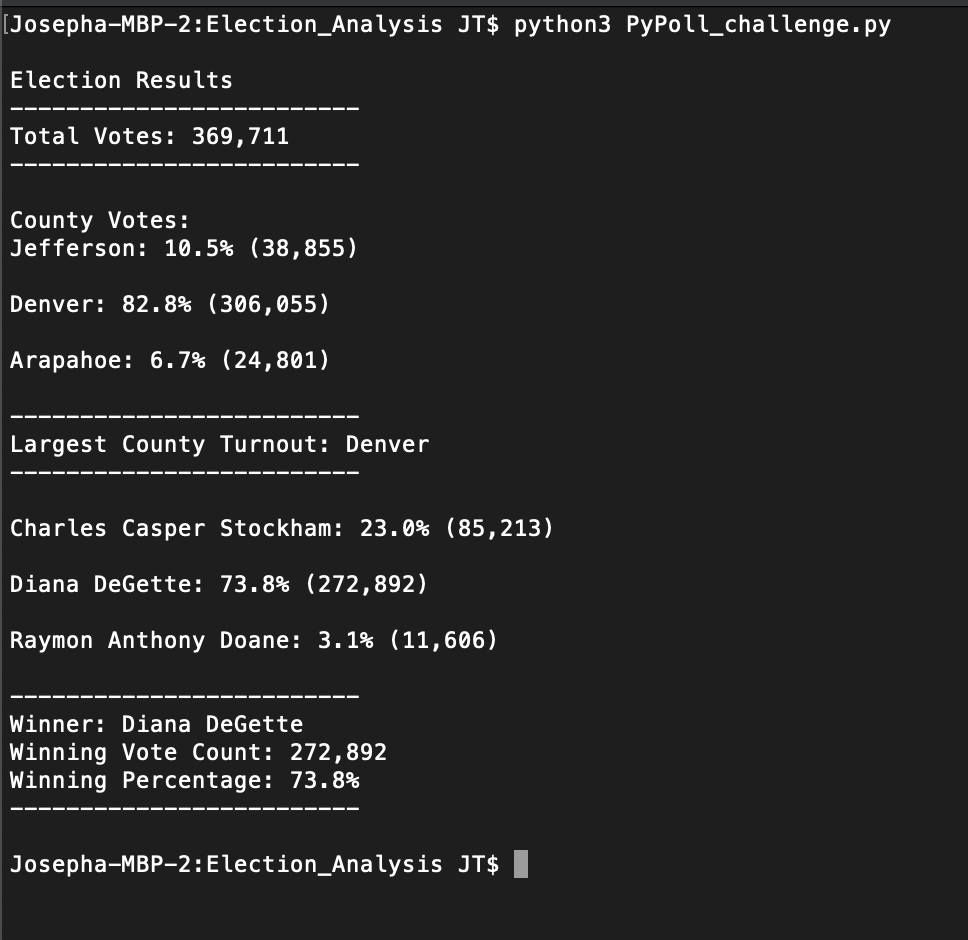 [Josepha-MBP-2:Election_Analysis JT$ python3 PyPoll_challenge.py
Election Results
-------------------------
Total Votes: 369,711
-------------------------
County Votes:
Jefferson: 10.5% (38,855)
Denver: 82.8% (306,055)
Arapahoe: 6.7% (24,801)
-------------------------
Largest County Turnout: Denver
-------------------------
Charles Casper Stockham: 23.0% (85,213)
Diana DeGette: 73.8% (272,892)
Raymon Anthony Doane: 3.1% (11,606)
-------------------------
Winner: Diana DeGette
Winning Vote Count: 272,892
Winning Percentage: 73.8%
-------------------------
Josepha-MBP-2:Election_Analysis JT$